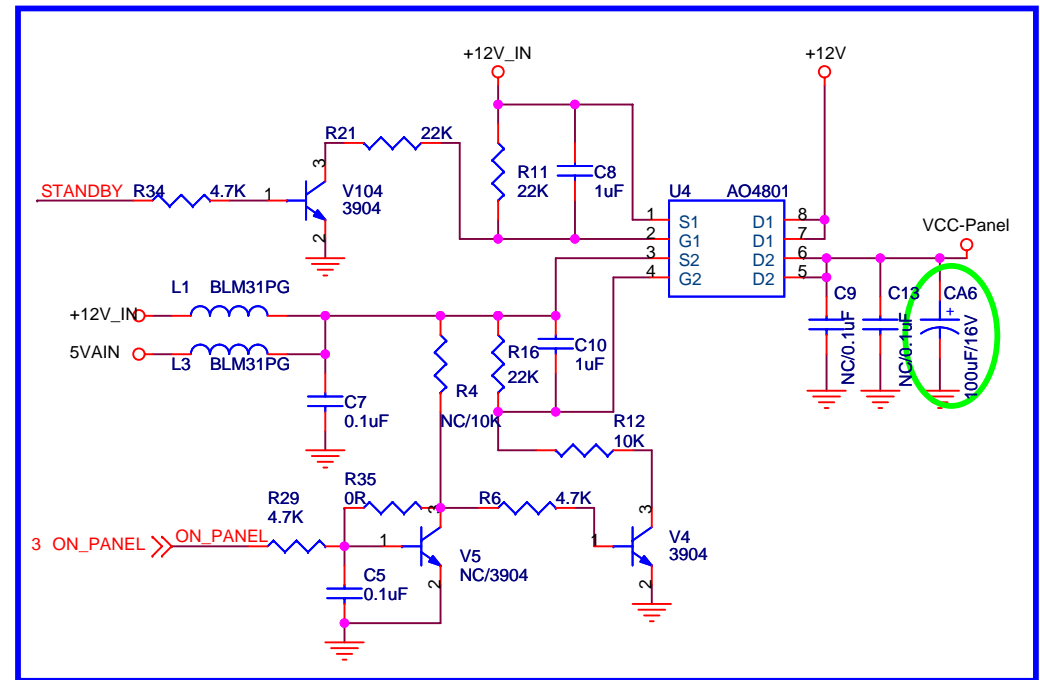 +12V_IN
+12V
R21
22K
3
STANDBY
R34
4.7K
1
V104
3904
2
R11
22K
C8
1uF
U4
AO4801
1
S1
D1
8
2
G1
D1
7
3
S2
D2
6
4
G2
D2
5
VCC-Panel
L1
BLM31PG
+12V_IN
5VAIN
L3
BLM31PG
C7
0.1uF
R4
NC/10K
R16
22K
C10
1uF
C9
NC/0.1uF
C13
NC/0.1uF
CA6
+
100uF/16V
R12
10K
R35
0R
R29
4.7K
R6
4.7K
3 ON_PANEL
ON_PANEL
1
3
V5
NC/3904
2
C5
0.1uF
1
3
V4
3904
2